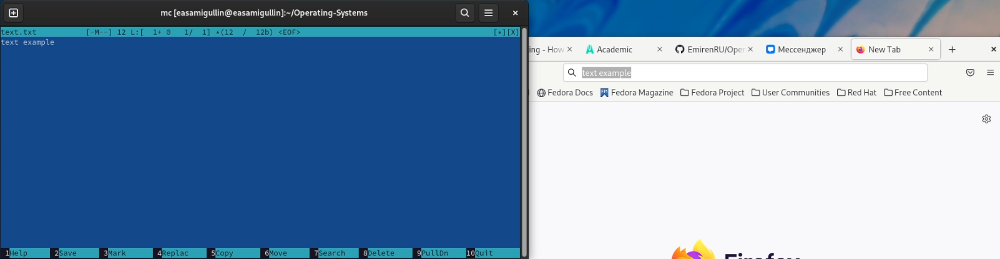 mc [easamigullin@easamigullin]:~/Operating-Systems
text.txt [-M--] 12 L:[ 1+ 0 1/ 1] *(12 / 12b) <EOF> [*][X]
text example
1Help 2Save 3Mark 4Replac 5Copy 6Move 7Search 8Delete 9PullDn 10Quit
ing - How Academic EmirenRU/Oper Мессенджер New Tab
text example
Fedora Docs Fedora Magazine Fedora Project User Communities Red Hat Free Content
Firefox